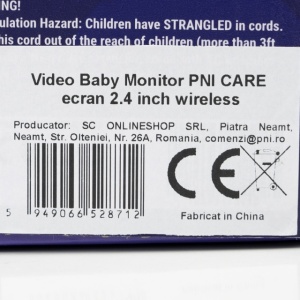 NG!
ulation Hazard: Children have STRANGLED in cords.
this cord out of the reach of children (more than 3ft
Video Baby Monitor PNI CARE
ecran 2.4 inch wireless
Producator: SC ONLINESHOP SRL, Piatra Neamt,
Neamt, Str. Olteniei, Nr. 26A, Romania, comenzi@pni.ro
CE
5 949066 528712
Fabricat in China